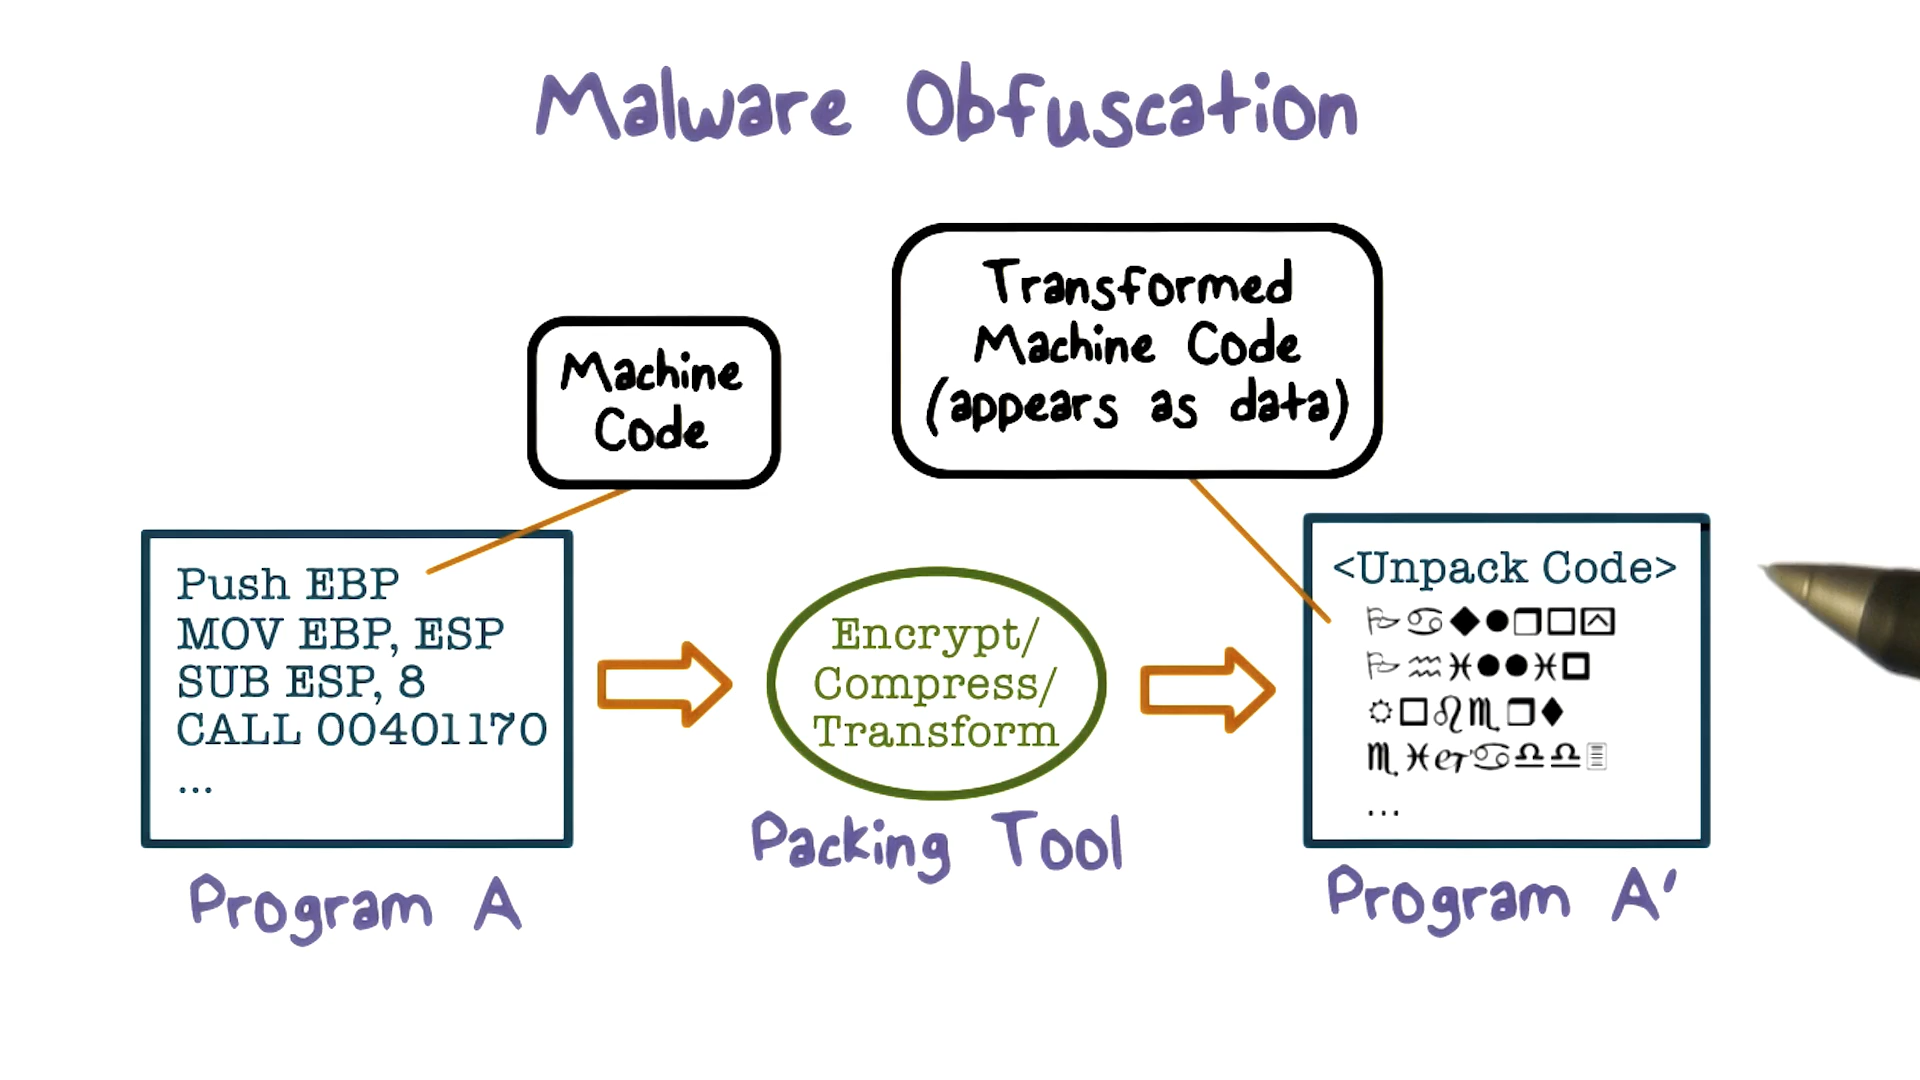 Malware Obfuscation
Machine
Code
Transformed
Machine Code
(appears as data)
Push EBP
MOV EBP, ESP
SUB ESP, 8
CALL 00401170
...
Program A
Encrypt/
Compress/
Transform
Packing Tool
<Unpack Code>
...
Program A'